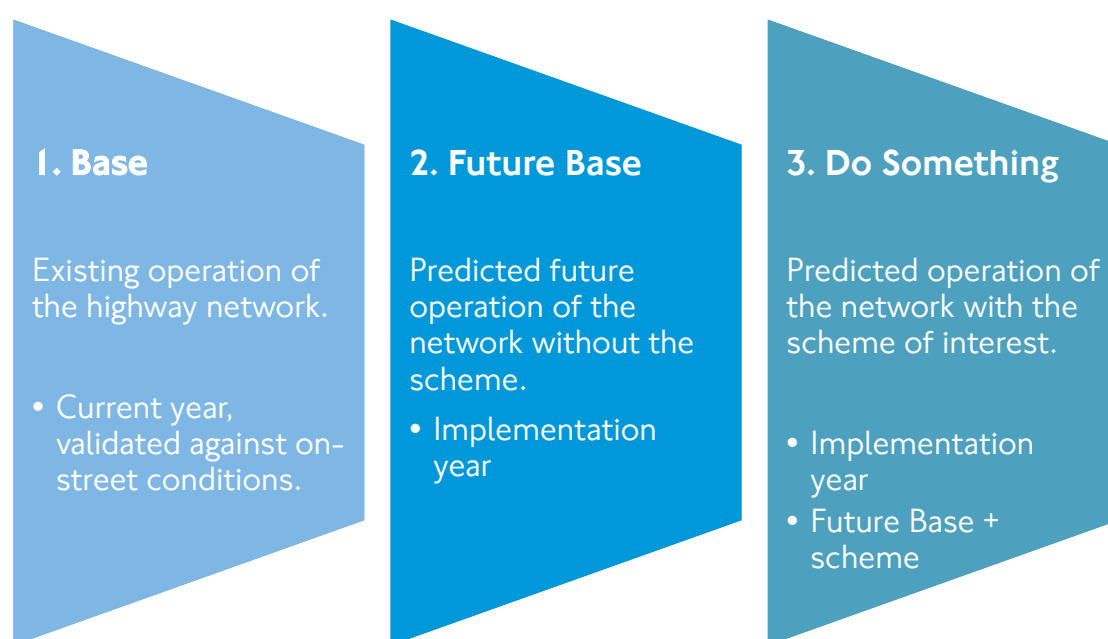 1. Base
Existing operation of
the highway network.
• Current year,
validated against on-
street conditions.
2. Future Base
Predicted future
operation of the
network without the
scheme.
• Implementation
year
3. Do Something
Predicted operation of
the network with the
scheme of interest.
• Implementation
year
• Future Base +
scheme